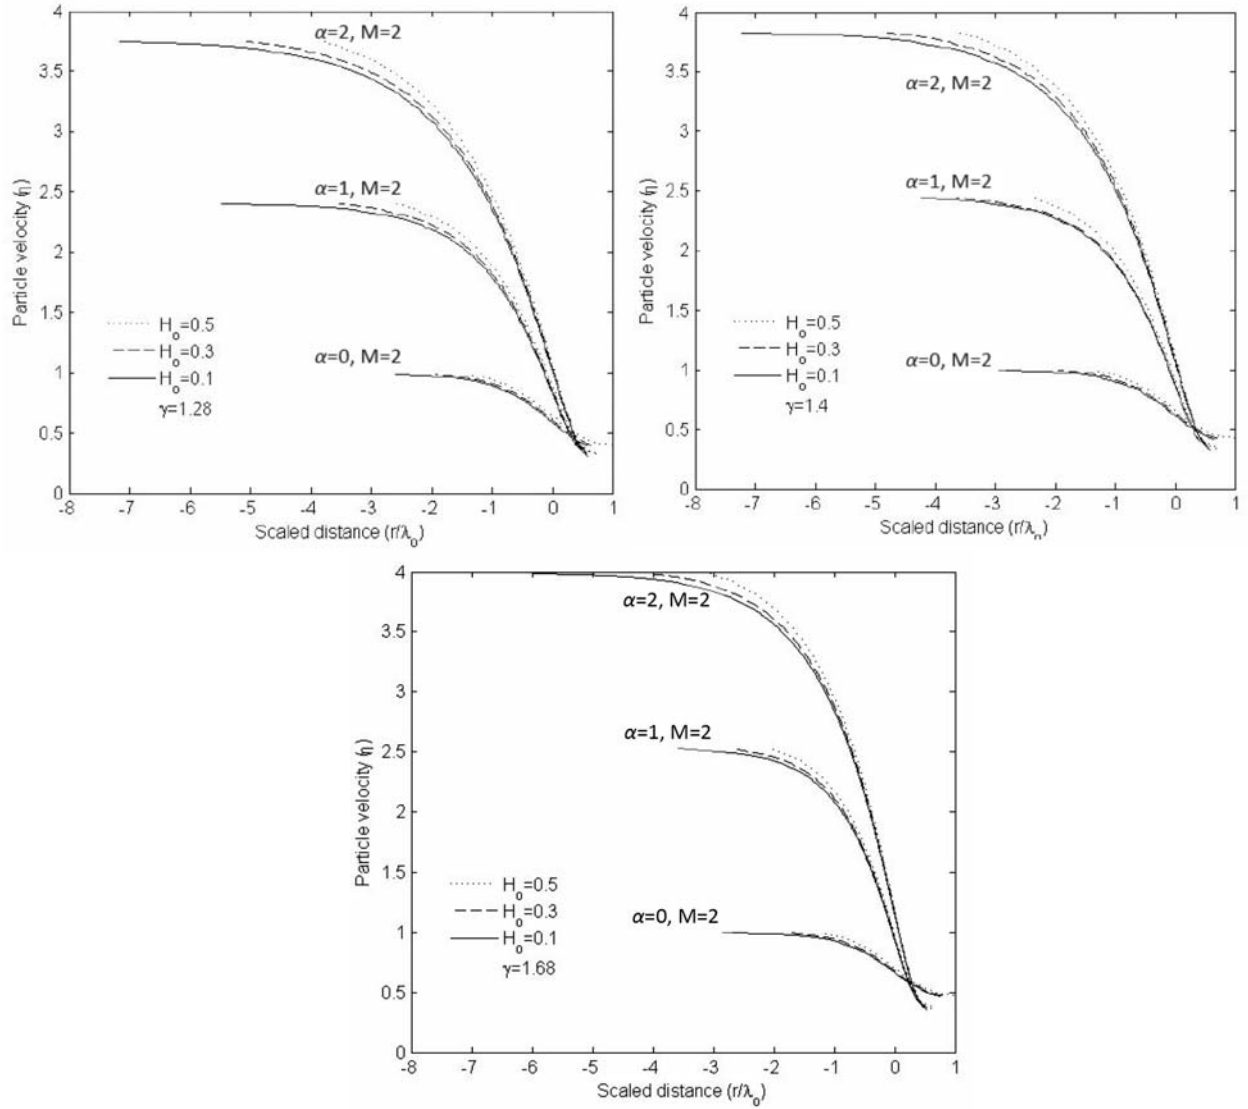 4
3.5
3
2.5
2
1.5
1
0.5
0
Particle velocity (η)
α=2, M=2
α=1, M=2
α=0, M=2
H₀=0.5
H₀=0.3
H₀=0.1
γ=1.28
-8 -7 -6 -5 -4 -3 -2 -1 0 1
Scaled distance (r/λ₀)
4
3.5
3
2.5
2
1.5
1
0.5
0
Particle velocity (η)
α=2, M=2
α=1, M=2
α=0, M=2
H₀=0.5
H₀=0.3
H₀=0.1
γ=1.4
-8 -7 -6 -5 -4 -3 -2 -1 0 1
Scaled distance (r/λ₀)
4
3.5
3
2.5
2
1.5
1
0.5
0
Particle velocity (η)
α=2, M=2
α=1, M=2
α=0, M=2
H₀=0.5
H₀=0.3
H₀=0.1
γ=1.68
-8 -7 -6 -5 -4 -3 -2 -1 0 1
Scaled distance (r/λ₀)